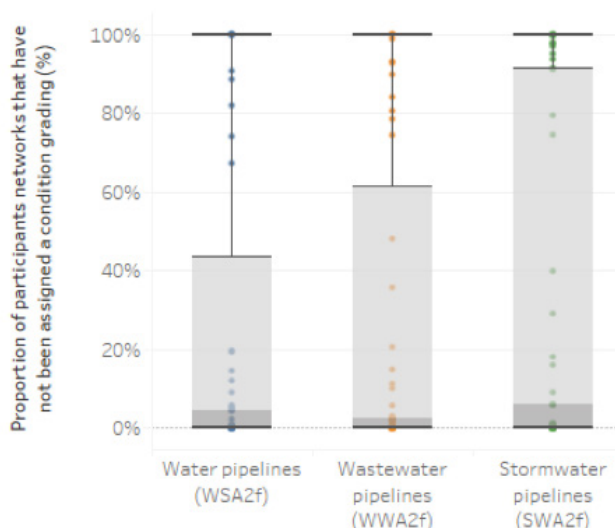 Proportion of participants networks that have
not been assigned a condition grading (%)
100%
80%
60%
40%
20%
0%
Water pipelines
(WSA2f)
Wastewater
pipelines
(WWA2f)
Stormwater
pipelines
(SWA2f)